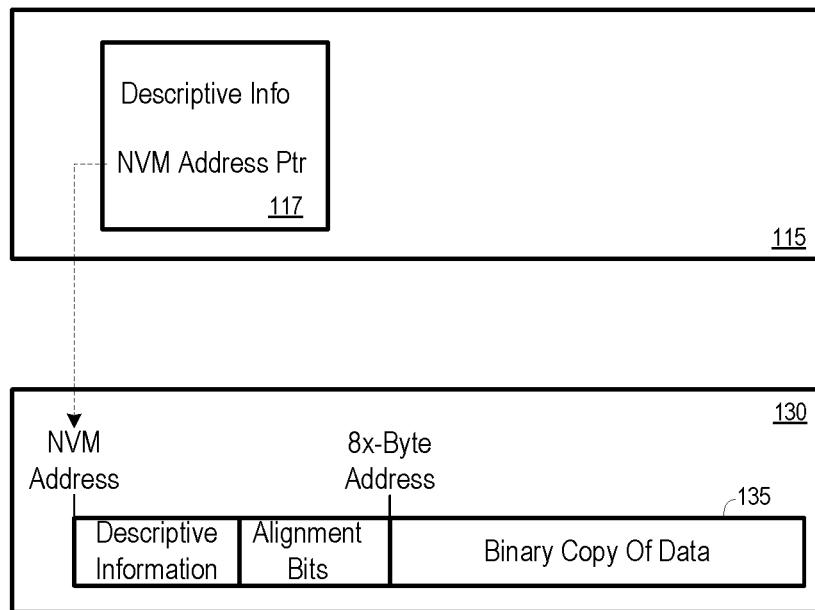 Descriptive Info
NVM Address Ptr
117
115
130
NVM
Address
8x-Byte
Address
135
Descriptive
Information
Alignment
Bits
Binary Copy Of Data